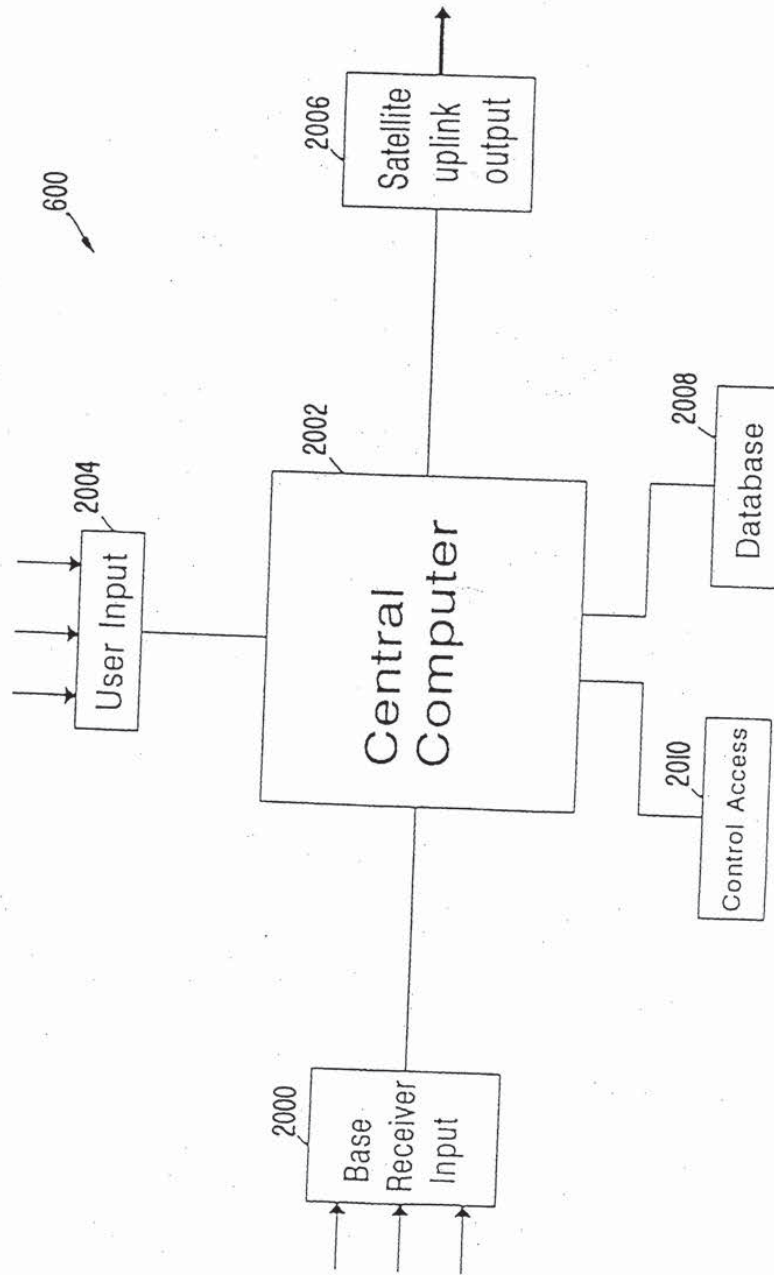 600
2004
User Input
2006
Satellite
uplink
output
2002
Central
Computer
2000
Base
Receiver
Input
2010
Control Access
2008
Database